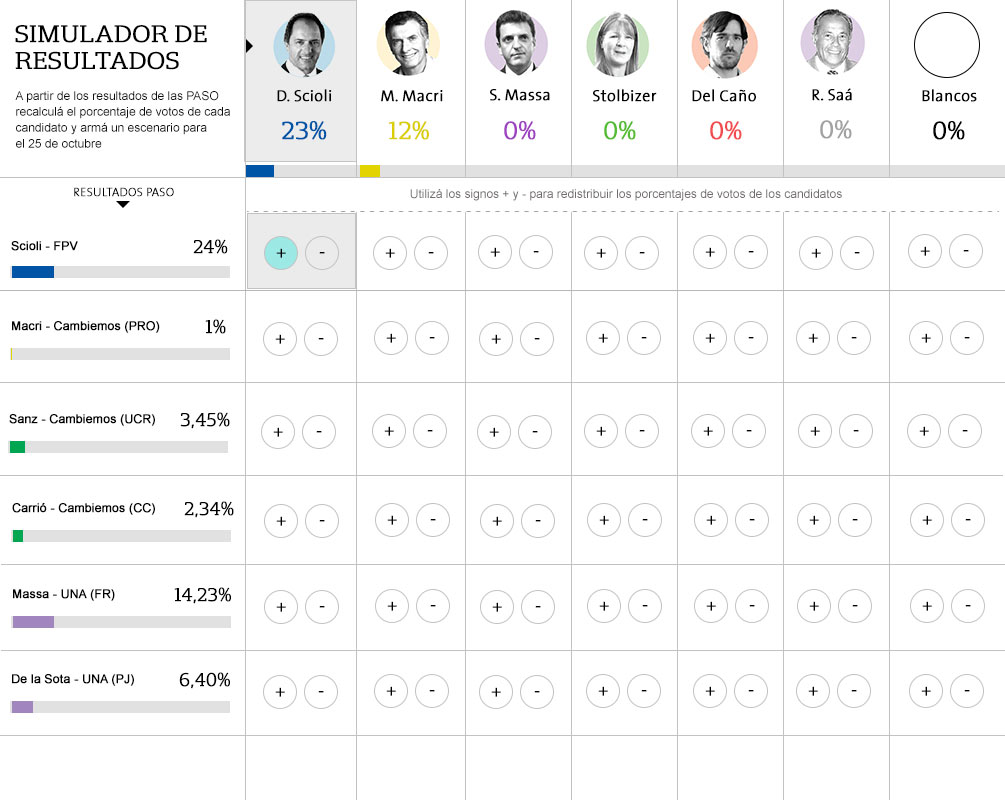 SIMULADOR DE
RESULTADOS
A partir de los resultados de las PASO
recalculá el porcentaje de votos de cada
candidato y armá un escenario para
el 25 de octubre
D. Scioli
23%
M. Macri
12%
S. Massa
0%
Stolbizer
0%
Del Caño
0%
R. Saá
0%
Blancos
0%
RESULTADOS PASO
Utilizá los signos + y - para redistribuir los porcentajes de votos de los candidatos
Scioli - FPV 24%
+ - + - + - + - + - + - + -
Macri - Cambiemos (PRO) 1%
+ - + - + - + - + - + - + -
Sanz - Cambiemos (UCR) 3,45%
+ - + - + - + - + - + - + -
Carrió - Cambiemos (CC) 2,34%
+ - + - + - + - + - + - + -
Massa - UNA (FR) 14,23%
+ - + - + - + - + - + - + -
De la Sota - UNA (PJ) 6,40%
+ - + - + - + - + - + - + -